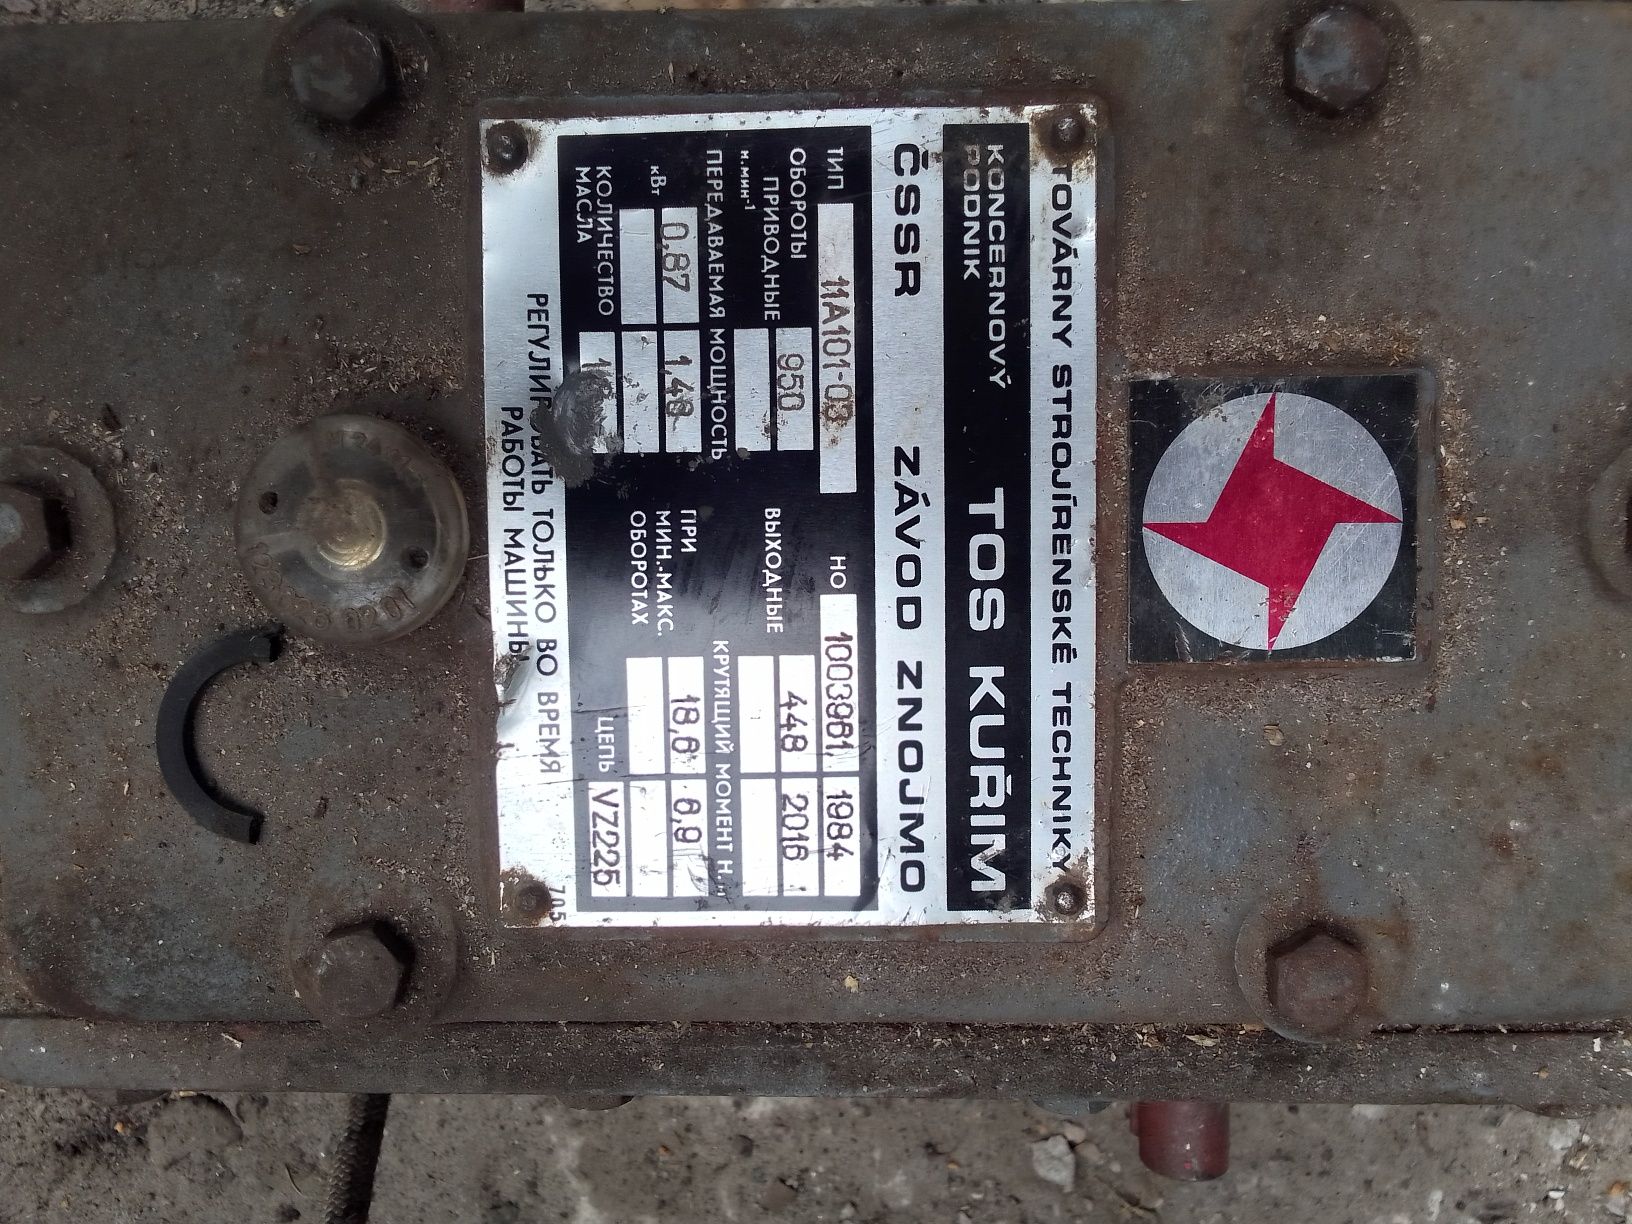 TOVÁRNY STROJÍRENSKÉ TECHNIKY
KONCERNOVÝ
PODNIK
TOS KUŘIM
ČSSR ZÁVOD ZNOJMO
ТИП 11A101-03 НО 1003961 1984
ОБОРОТЫ
ПРИВОДНЫЕ 950 ВЫХОДНЫЕ 448 2016
м.мин-1
ПЕРЕДАВАЕМАЯ МОЩНОСТЬ КРУТЯЩИЙ МОМЕНТ Н.м
кВт 0,87 1,48 ПРИ
МИН.-МАКС.
ОБОРОТАХ 18,6 6,9
КОЛИЧЕСТВО
МАСЛА ЦЕПЬ VZ225
РЕГУЛИРОВАТЬ ТОЛЬКО ВО ВРЕМЯ
РАБОТЫ МАШИНЫ
705